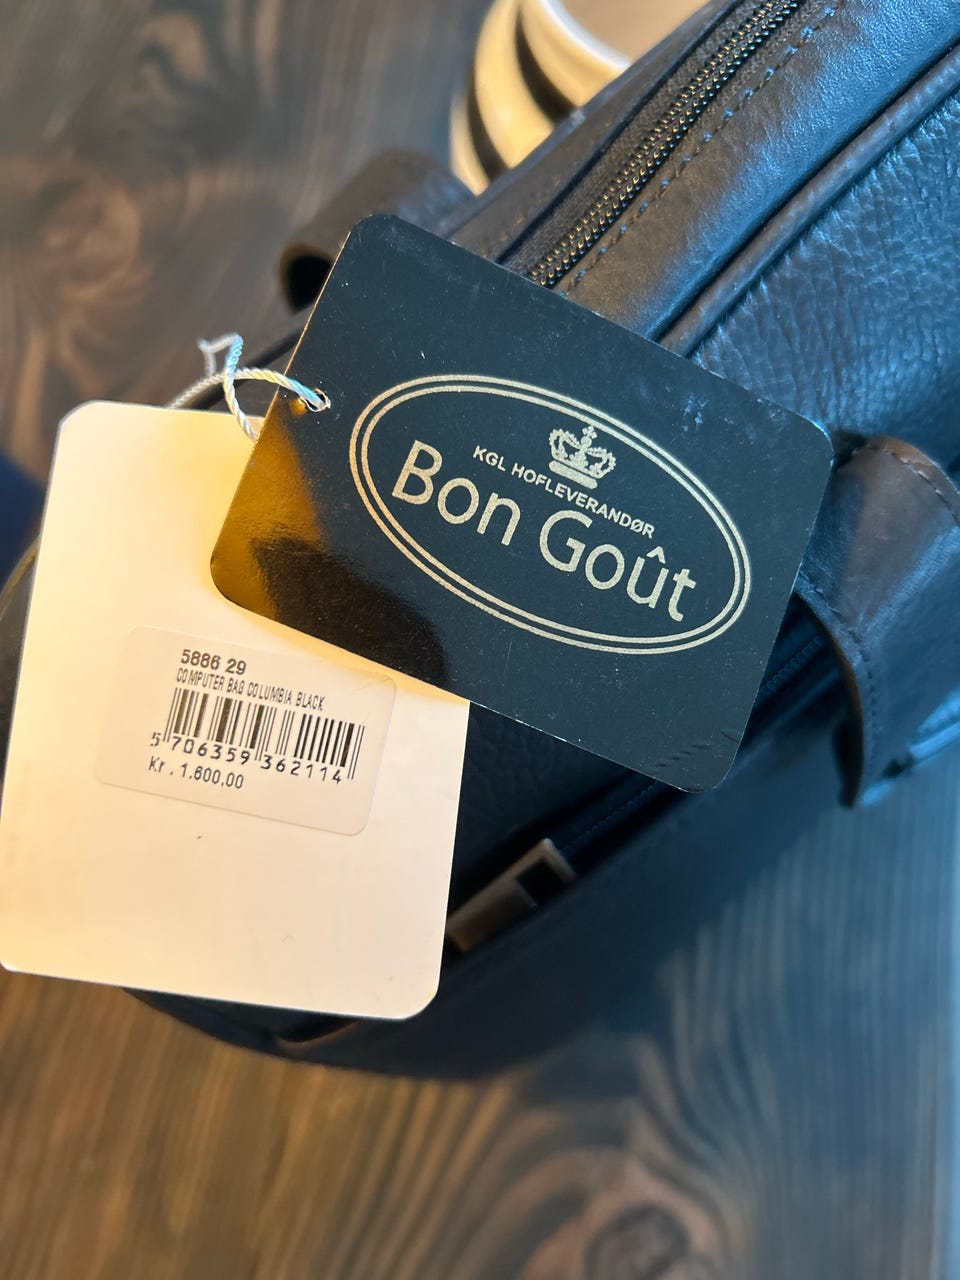 KGL HOFLEVERANDØR
Bon Goût
5886 29
COMPUTER BAG COLUMBIA BLACK
5 706359 362114
Kr. 1.600,00